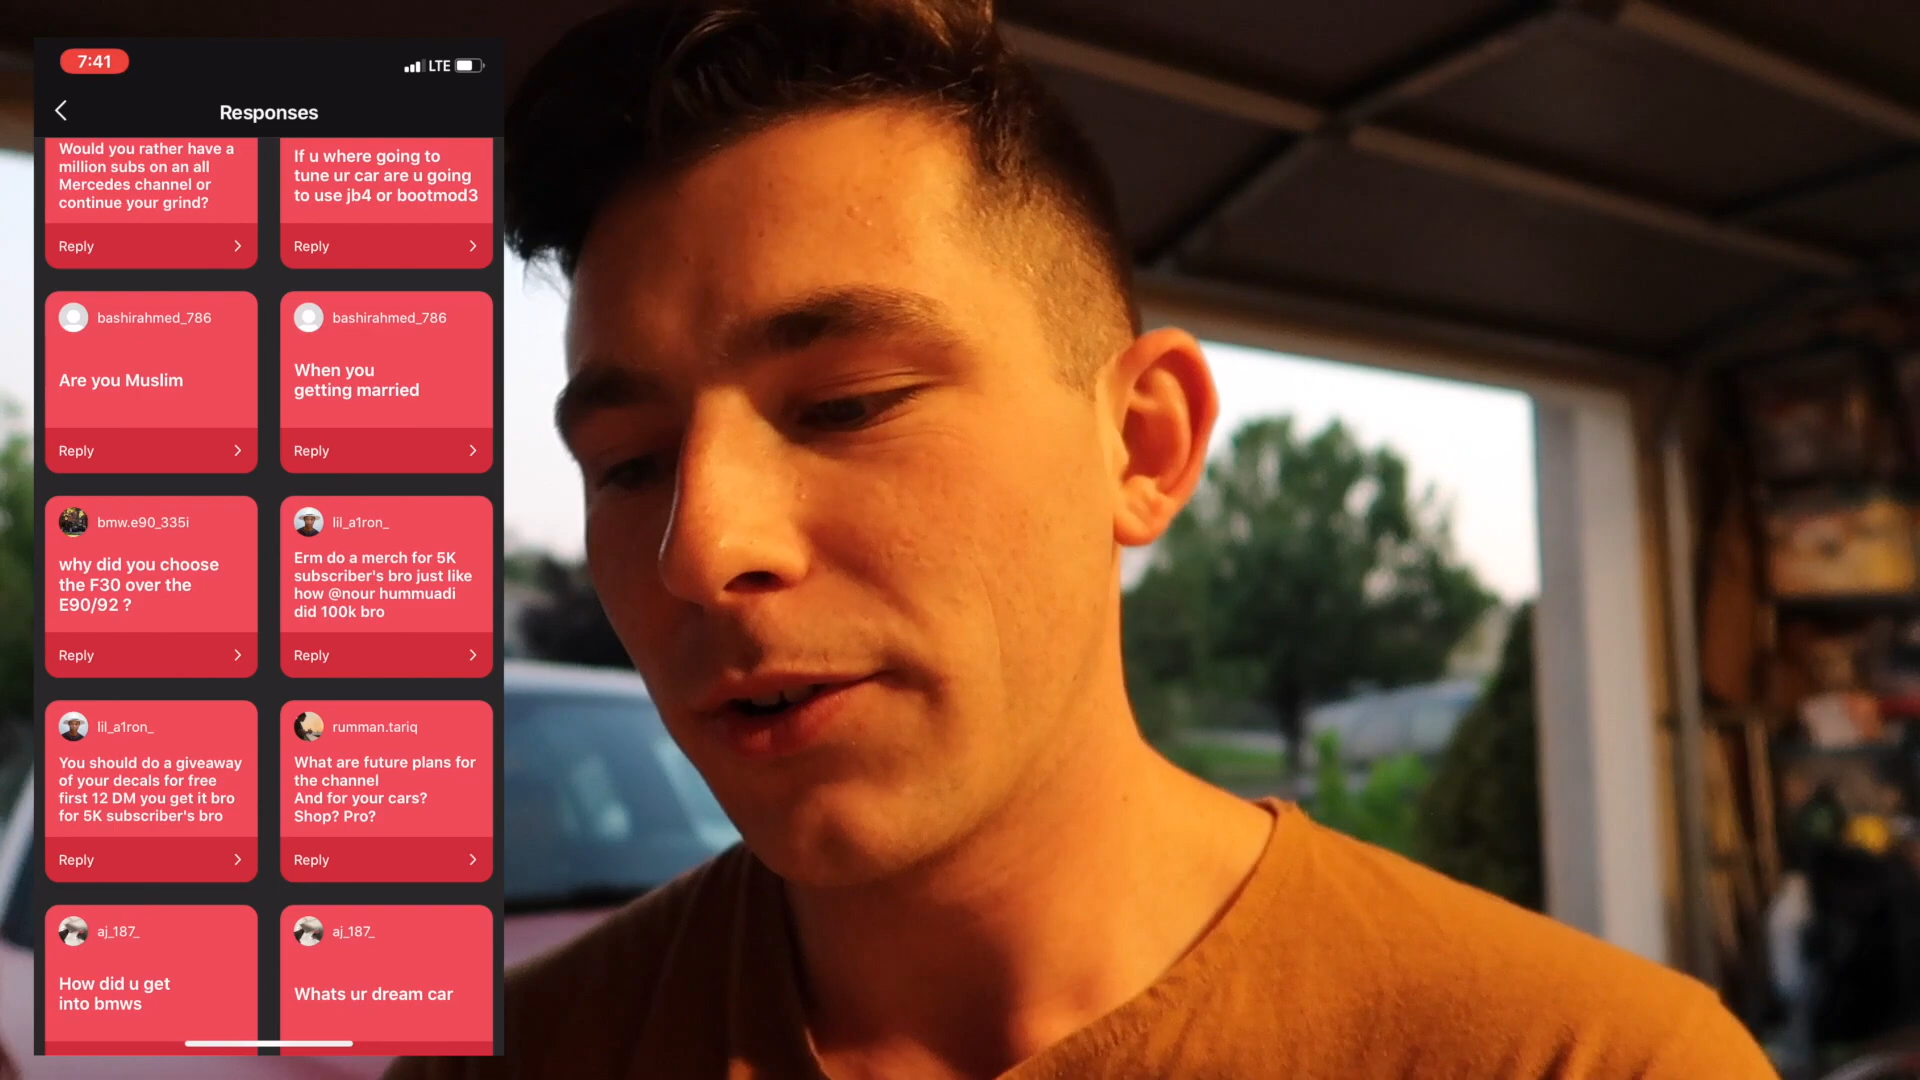 7:41
LTE
Responses
Would you rather have a
million subs on an all
Mercedes channel or
continue your grind?
Reply
If u where going to
tune ur car are u going
to use jb4 or bootmod3
Reply
bashirahmed_786
Are you Muslim
Reply
bashirahmed_786
When you
getting married
Reply
bmw.e90_335i
why did you choose
the F30 over the
E90/92 ?
Reply
lil_a1ron_
Erm do a merch for 5K
subscriber's bro just like
how @nour hummuadi
did 100k bro
Reply
lil_a1ron_
You should do a giveaway
of your decals for free
first 12 DM you get it bro
for 5K subscriber's bro
Reply
rumman.tariq
What are future plans for
the channel
And for your cars?
Shop? Pro?
Reply
aj_187_
How did u get
into bmws
aj_187_
Whats ur dream car